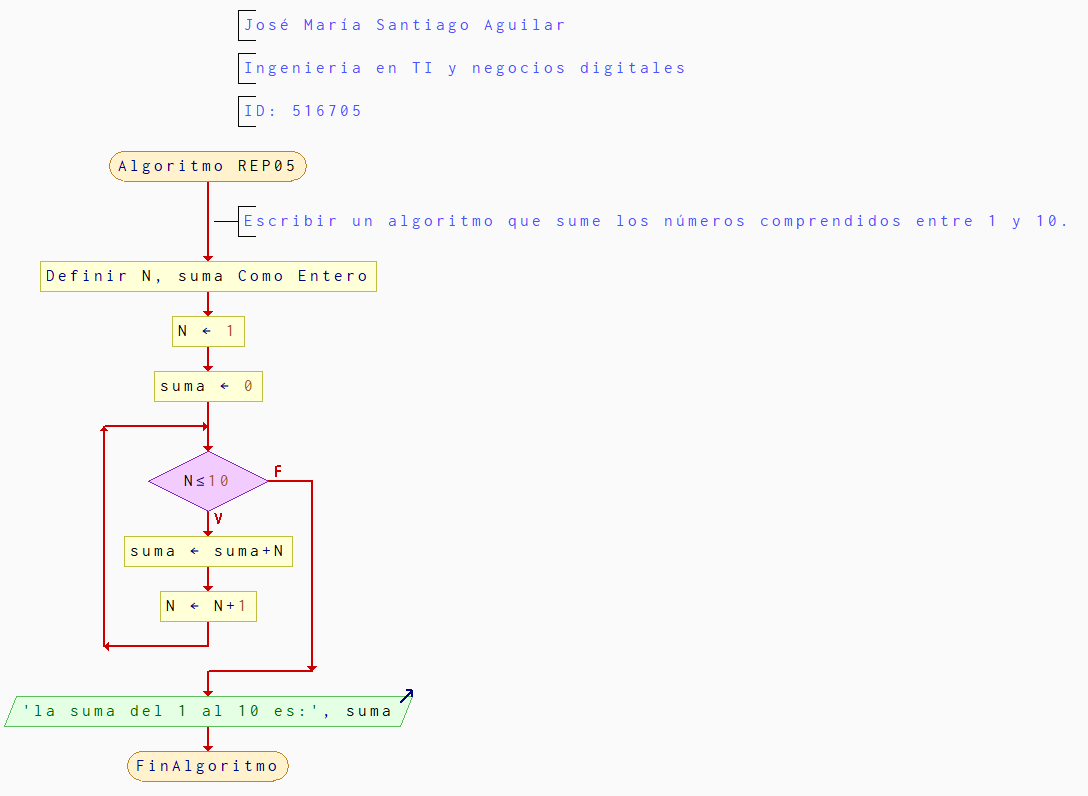 José María Santiago Aguilar
Ingenieria en TI y negocios digitales
ID: 516705
Algoritmo REP05
Escribir un algoritmo que sume los números comprendidos entre 1 y 10.
Definir N, suma Como Entero
N ← 1
suma ← 0
N≤10
F
V
suma ← suma+N
N ← N+1
'la suma del 1 al 10 es:', suma
FinAlgoritmo